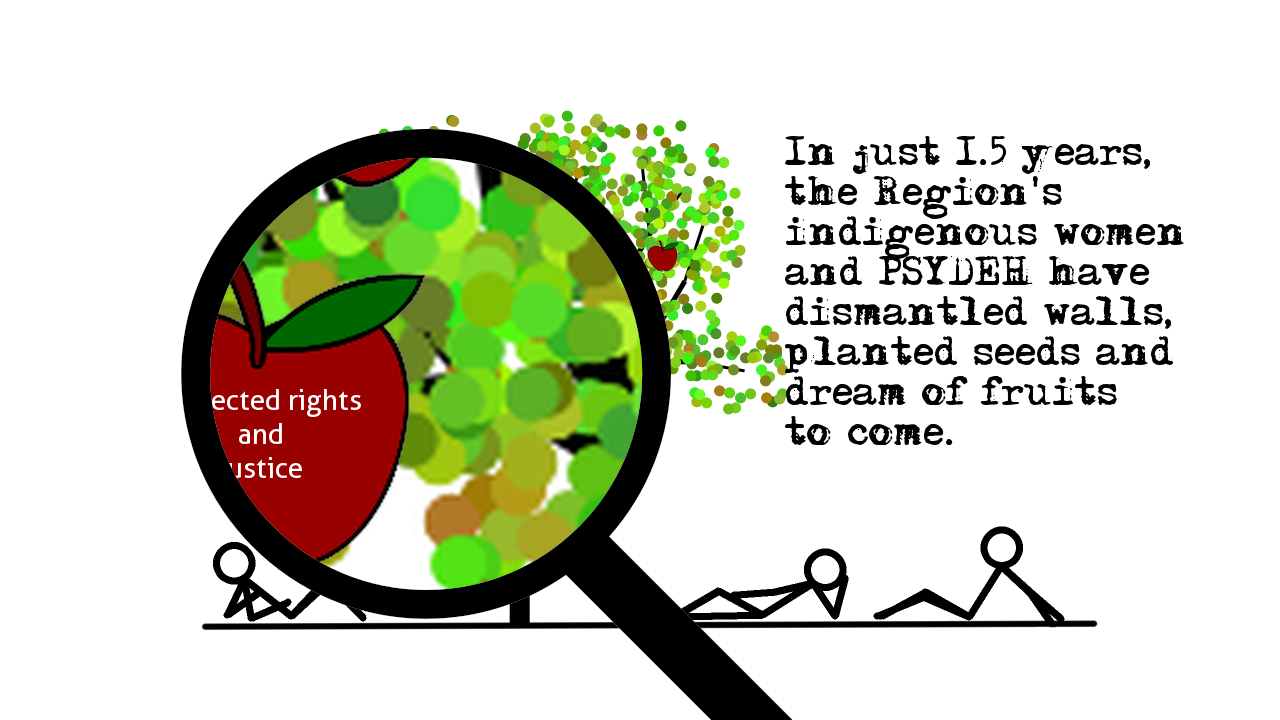 In just 1.5 years,
the Region's
indigenous women
and PSYDEH have
dismantled walls,
planted seeds and
dream of fruits
to come.
ected rights
and
ustice